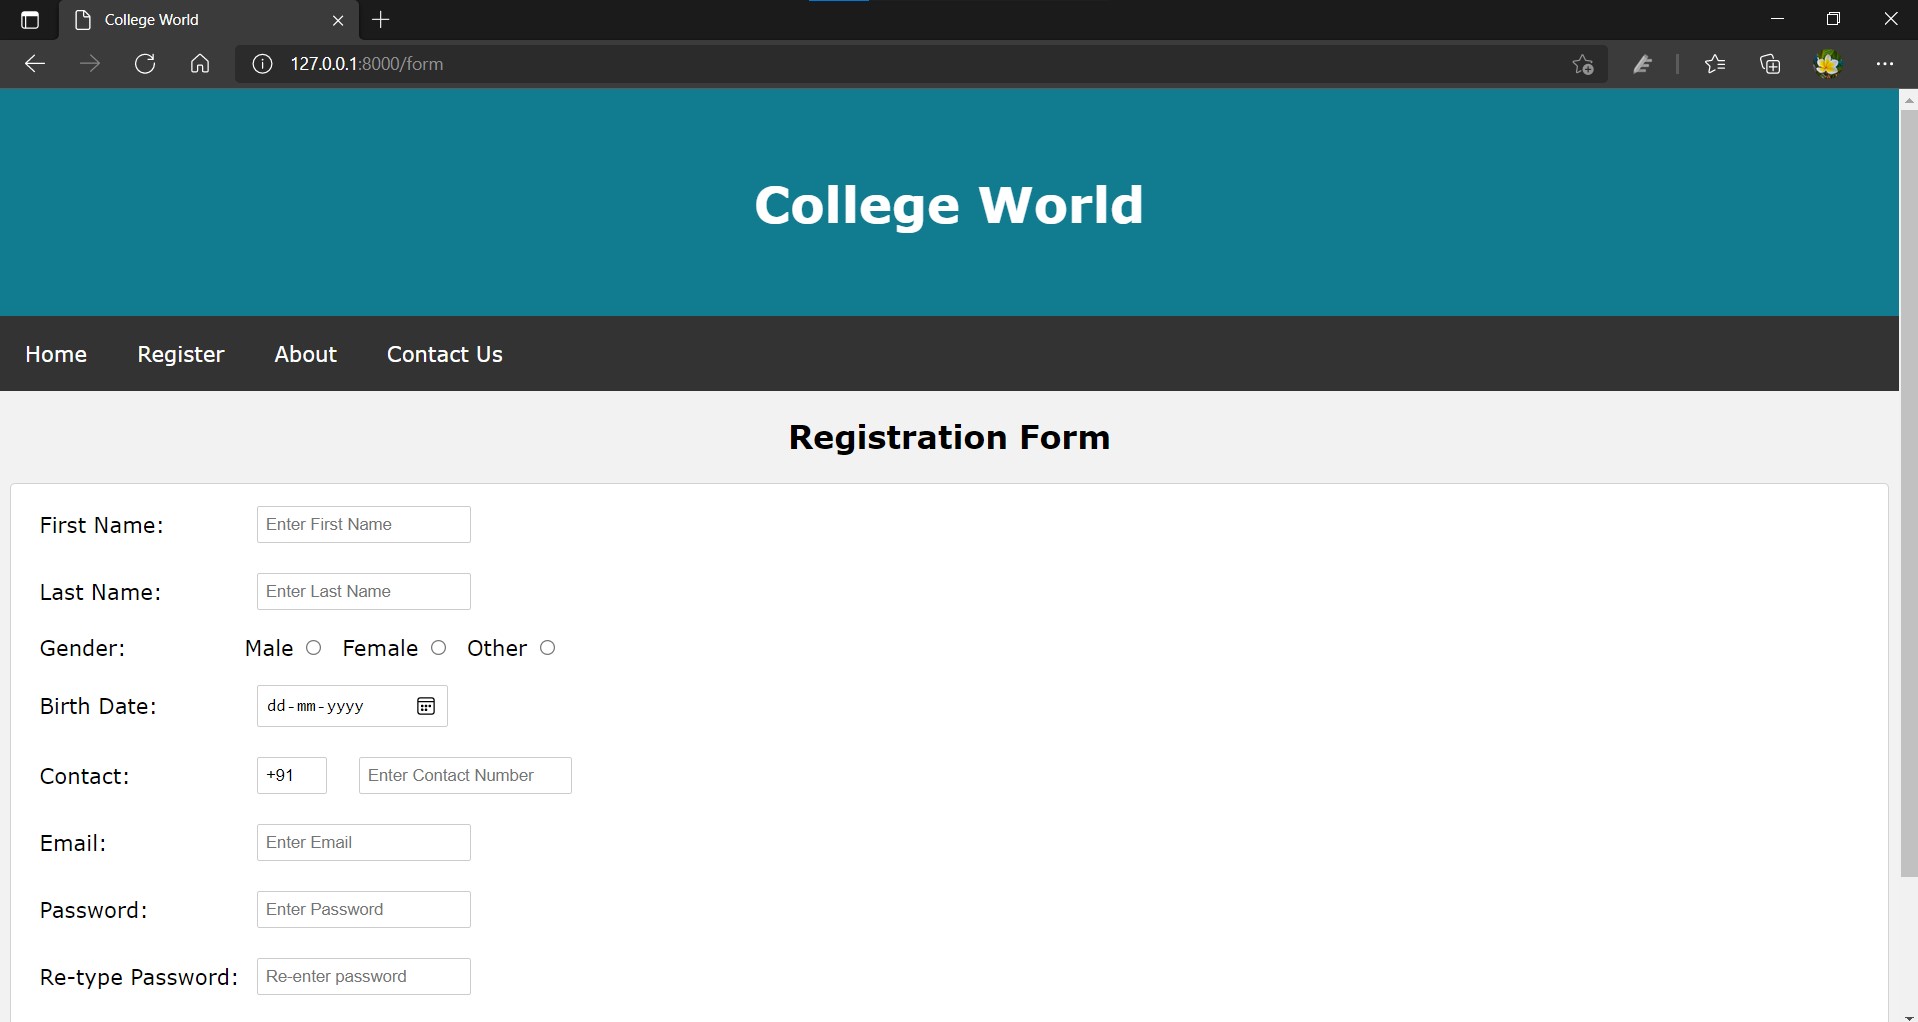 College World
127.0.0.1:8000/form
College World
Home Register About Contact Us
Registration Form
First Name: Enter First Name
Last Name: Enter Last Name
Gender: Male Female Other
Birth Date: dd-mm-yyyy
Contact: +91 Enter Contact Number
Email: Enter Email
Password: Enter Password
Re-type Password: Re-enter password